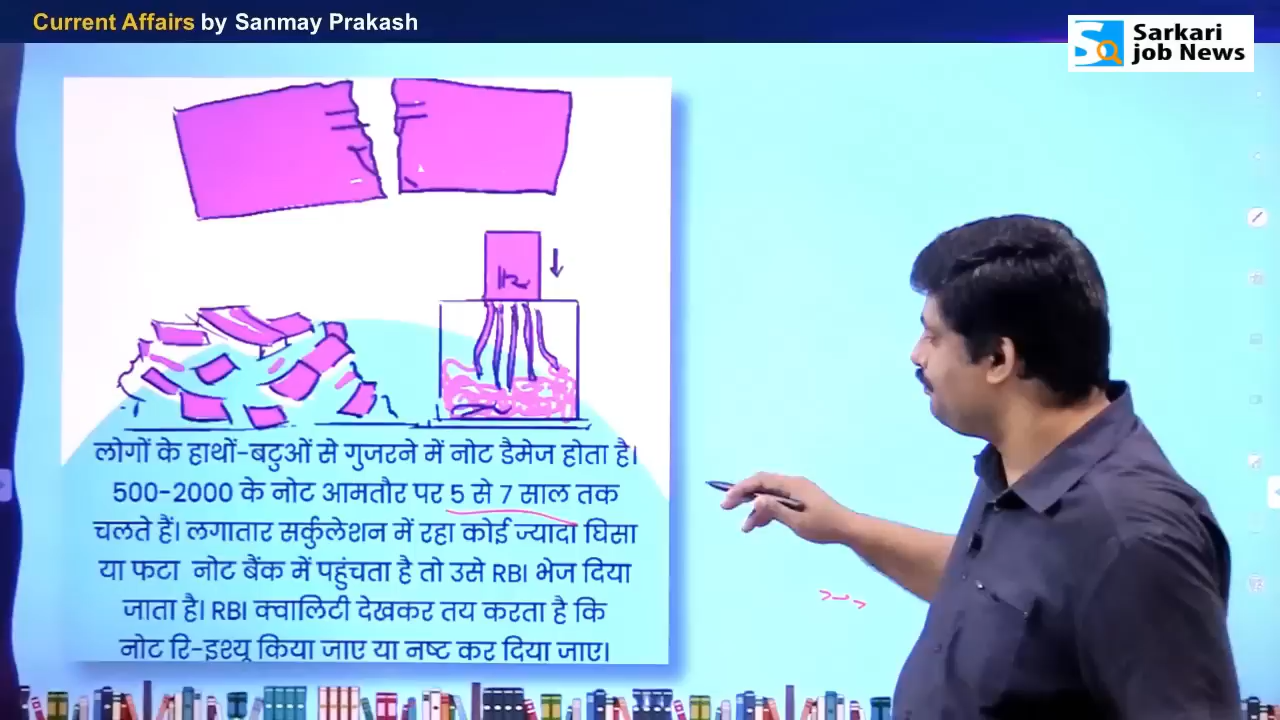 Current Affairs by Sanmay Prakash
Sarkari
job News
लोगों के हाथों-बटुओं से गुजरने में नोट डैमेज होता है।
500-2000 के नोट आमतौर पर 5 से 7 साल तक
चलते हैं। लगातार सर्कुलेशन में रहा कोई ज्यादा घिसा
या फटा नोट बैंक में पहुंचता है तो उसे RBI भेज दिया
जाता है। RBI क्वालिटी देखकर तय करता है कि
नोट रि-इश्यू किया जाए या नष्ट कर दिया जाए।